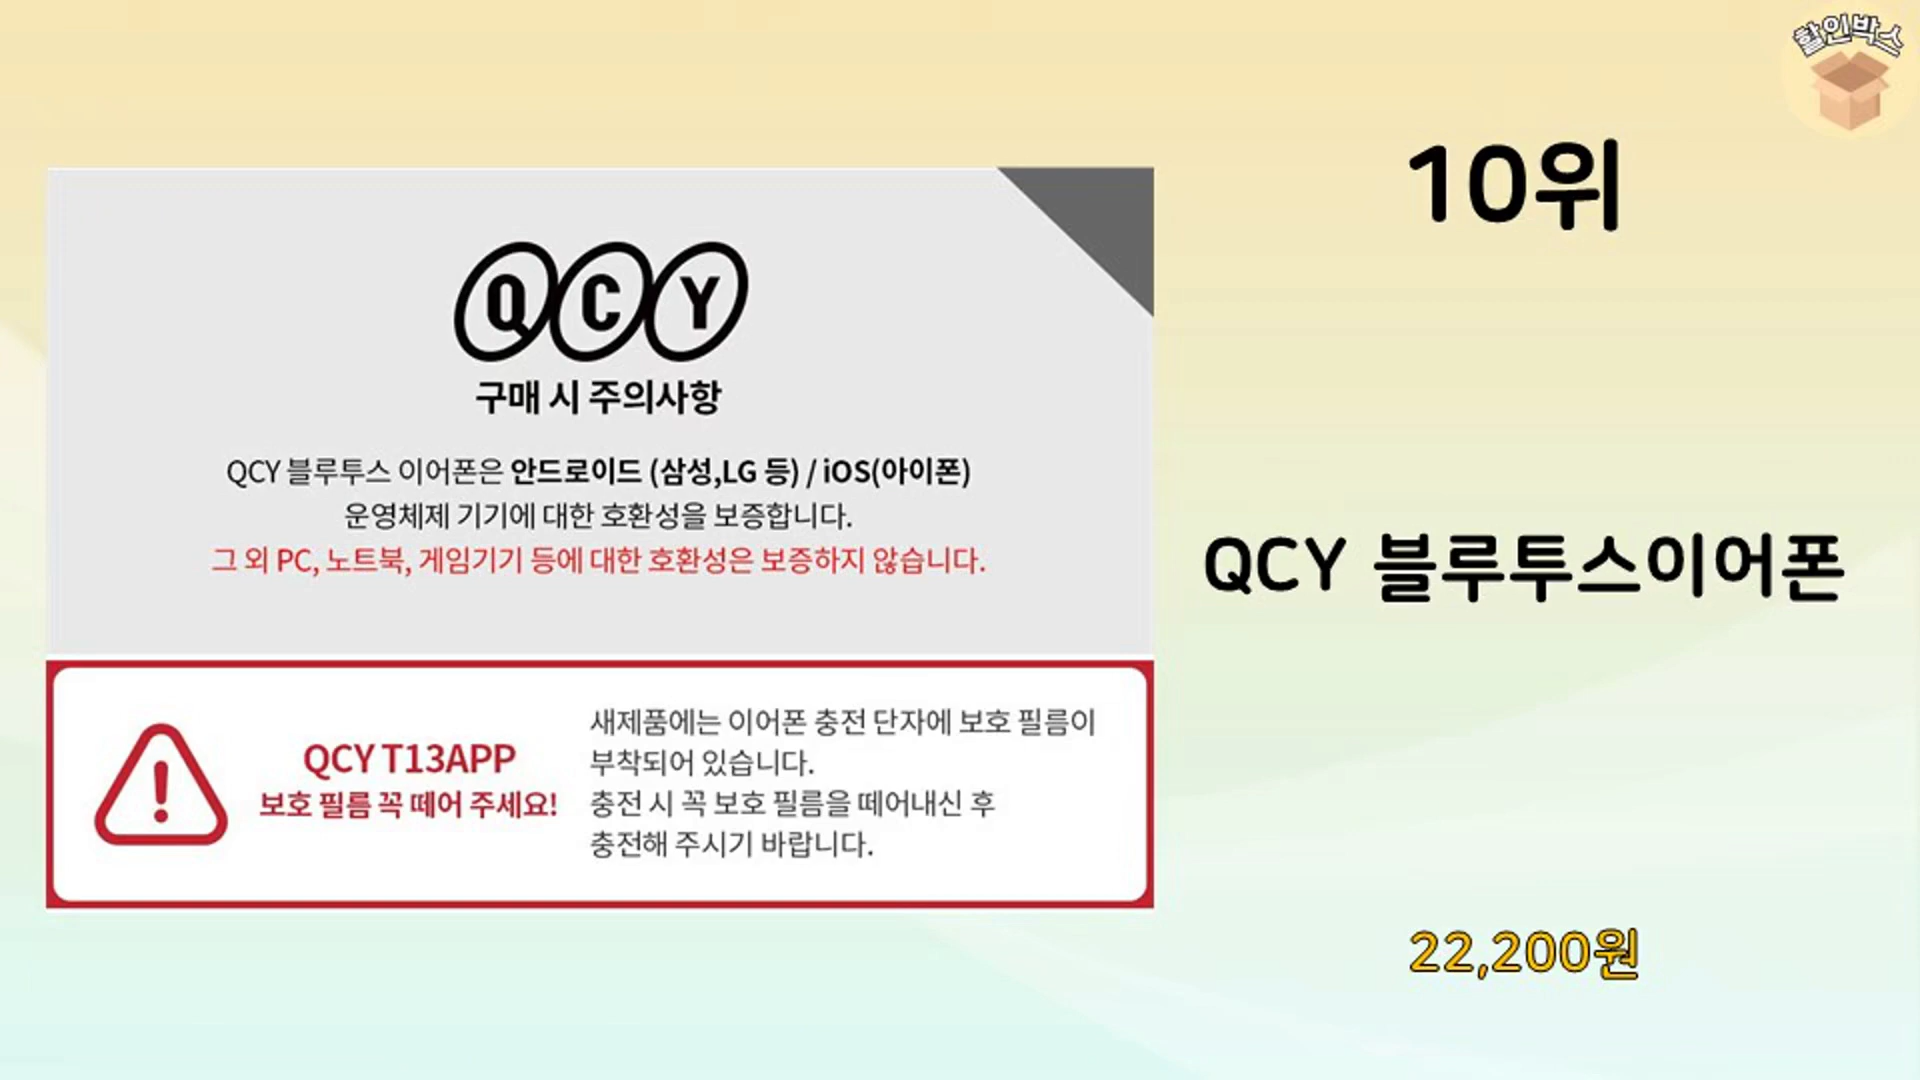 할인박스
10위
QCY
구매 시 주의사항
QCY 블루투스 이어폰은 안드로이드 (삼성,LG 등) / iOS(아이폰)
운영체제 기기에 대한 호환성을 보증합니다.
그 외 PC, 노트북, 게임기기 등에 대한 호환성은 보증하지 않습니다.
QCY 블루투스이어폰
QCY T13APP
보호 필름 꼭 떼어 주세요!
새제품에는 이어폰 충전 단자에 보호 필름이
부착되어 있습니다.
충전 시 꼭 보호 필름을 떼어내신 후
충전해 주시기 바랍니다.
22,200원